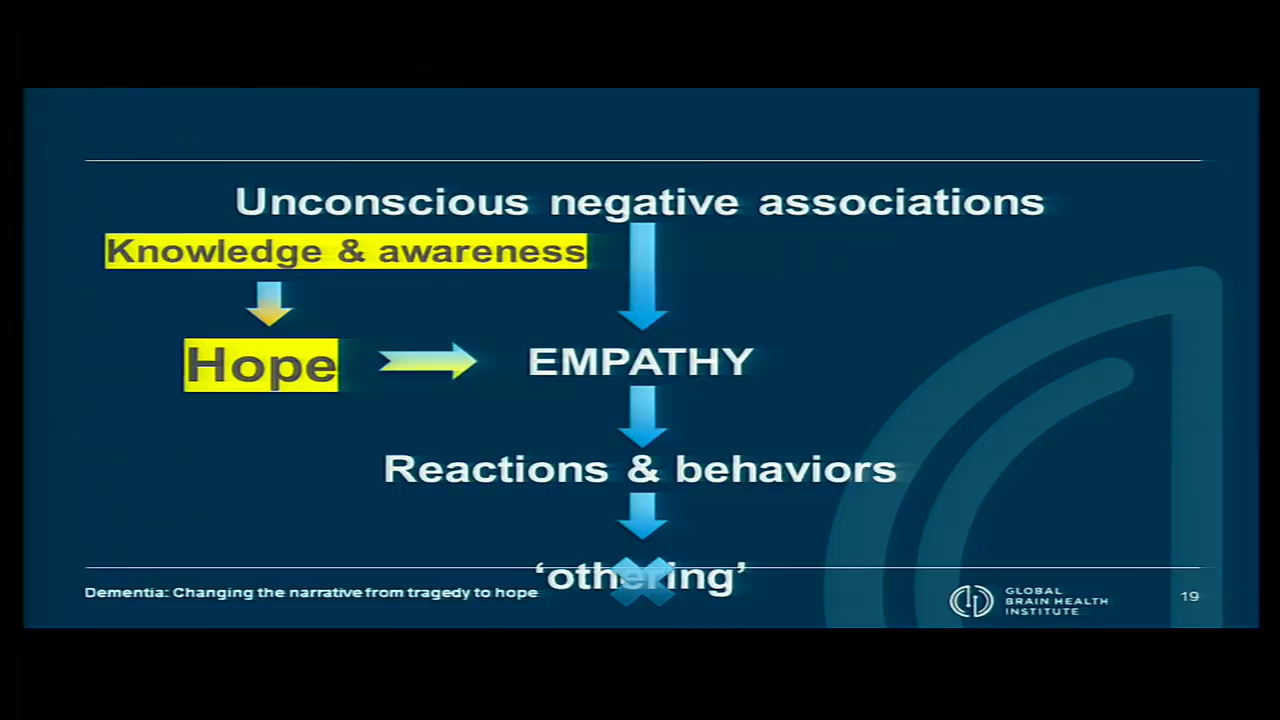 Unconscious negative associations
Knowledge & awareness
Hope
EMPATHY
Reactions & behaviors
‘othering’
Dementia: Changing the narrative from tragedy to hope
GLOBAL
BRAIN HEALTH
INSTITUTE
19